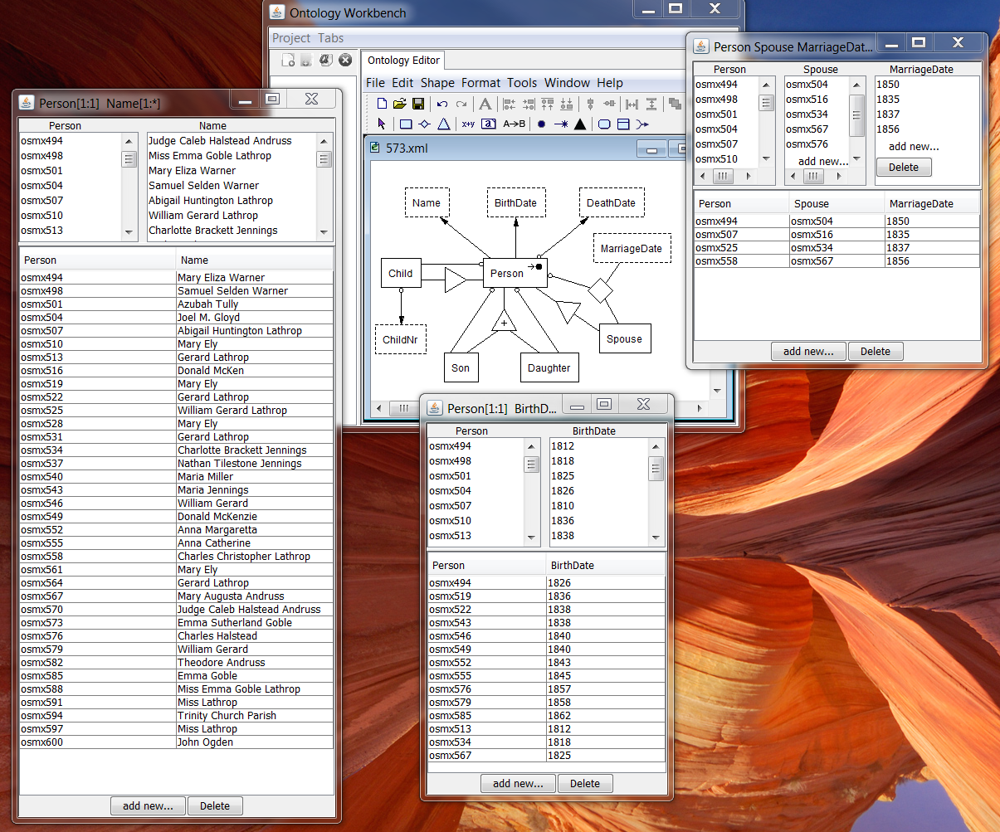 Ontology Workbench
Project Tabs
Ontology Editor
File Edit Shape Format Tools Window Help
A
x+y a A→B
573.xml
Name
BirthDate
DeathDate
MarriageDate
Child
Person
ChildNr
+
Spouse
Son
Daughter
Person Spouse MarriageDat...
Person Spouse MarriageDate
osmx494 osmx504 1850
osmx498 osmx516 1835
osmx501 osmx534 1837
osmx504 osmx567 1856
osmx507 osmx576 add new...
osmx510 add new... Delete
Person Spouse MarriageDate
osmx494 osmx504 1850
osmx507 osmx516 1835
osmx525 osmx534 1837
osmx558 osmx567 1856
add new... Delete
Person[1:1] Name[1:*]
Person Name
osmx494 Judge Caleb Halstead Andruss
osmx498 Miss Emma Goble Lathrop
osmx501 Mary Eliza Warner
osmx504 Samuel Selden Warner
osmx507 Abigail Huntington Lathrop
osmx510 William Gerard Lathrop
osmx513 Charlotte Brackett Jennings
Person Name
osmx494 Mary Eliza Warner
osmx498 Samuel Selden Warner
osmx501 Azubah Tully
osmx504 Joel M. Gloyd
osmx507 Abigail Huntington Lathrop
osmx510 Mary Ely
osmx513 Gerard Lathrop
osmx516 Donald McKen
osmx519 Mary Ely
osmx522 Gerard Lathrop
osmx525 William Gerard Lathrop
osmx528 Mary Ely
osmx531 Gerard Lathrop
osmx534 Charlotte Brackett Jennings
osmx537 Nathan Tilestone Jennings
osmx540 Maria Miller
osmx543 Maria Jennings
osmx546 William Gerard
osmx549 Donald McKenzie
osmx552 Anna Margaretta
osmx555 Anna Catherine
osmx558 Charles Christopher Lathrop
osmx561 Mary Ely
osmx564 Gerard Lathrop
osmx567 Mary Augusta Andruss
osmx570 Judge Caleb Halstead Andruss
osmx573 Emma Sutherland Goble
osmx576 Charles Halstead
osmx579 William Gerard
osmx582 Theodore Andruss
osmx585 Emma Goble
osmx588 Miss Emma Goble Lathrop
osmx591 Miss Lathrop
osmx594 Trinity Church Parish
osmx597 Miss Lathrop
osmx600 John Ogden
add new... Delete
Person[1:1] BirthD...
Person BirthDate
osmx494 1812
osmx498 1818
osmx501 1825
osmx504 1826
osmx507 1810
osmx510 1836
osmx513 1838
Person BirthDate
osmx494 1826
osmx519 1836
osmx522 1838
osmx543 1838
osmx546 1840
osmx549 1840
osmx552 1843
osmx555 1845
osmx576 1857
osmx579 1858
osmx585 1862
osmx513 1812
osmx534 1818
osmx567 1825
add new... Delete